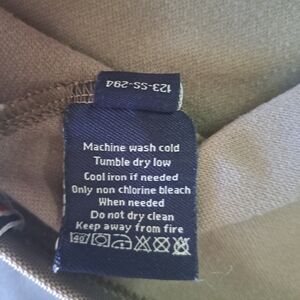 123-SS-294
Machine wash cold
Tumble dry low
Cool iron if needed
Only non chlorine bleach
When needed
Do not dry clean
Keep away from fire
40